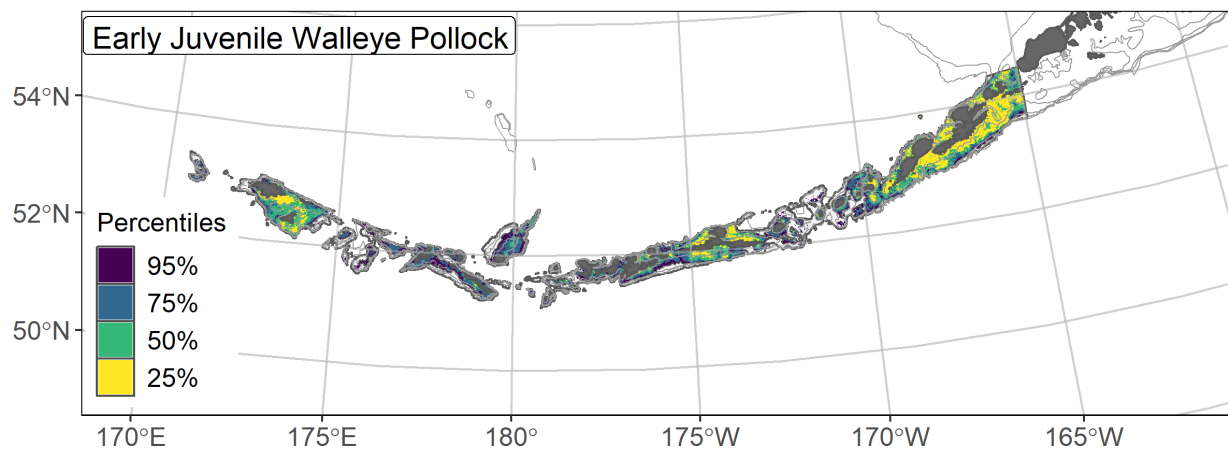 Early Juvenile Walleye Pollock
54°N
52°N
50°N
Percentiles
95%
75%
50%
25%
170°E
175°E
180°
175°W
170°W
165°W